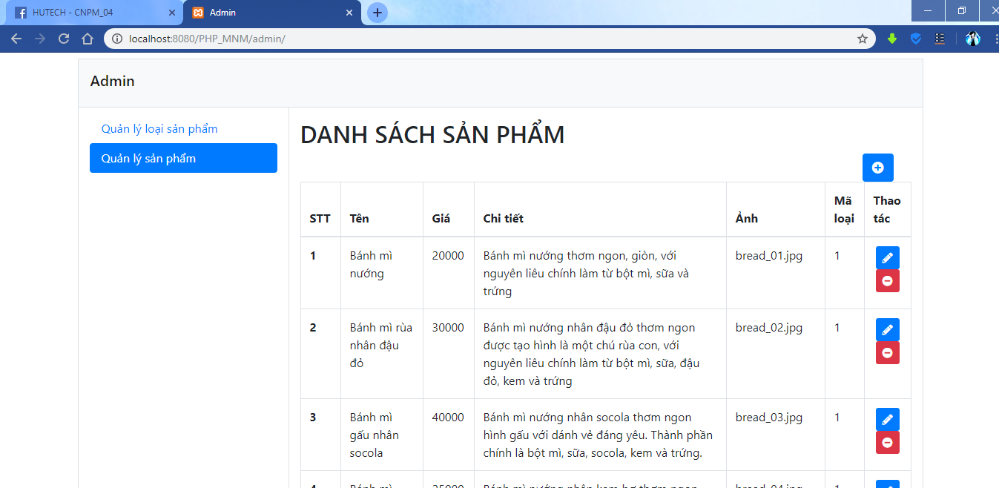 HUTECH - CNPM_04
Admin
localhost:8080/PHP_MNM/admin/
Admin
Quản lý loại sản phẩm
Quản lý sản phẩm
DANH SÁCH SẢN PHẨM
STT Tên Giá Chi tiết Ảnh Mã loại Thao tác
1 Bánh mì nướng 20000 Bánh mì nướng thơm ngon, giòn, với
nguyên liêu chính làm từ bột mì, sữa và
trứng bread_01.jpg 1
2 Bánh mì rùa nhân đậu đỏ 30000 Bánh mì nướng nhân đậu đỏ thơm ngon
được tạo hình là một chú rùa con, với
nguyên liêu chính làm từ bột mì, sữa, đậu
đỏ, kem và trứng bread_02.jpg 1
3 Bánh mì gấu nhân socola 40000 Bánh mì nướng nhân socola thơm ngon
hình gấu với dánh vẻ đáng yêu. Thành phần
chính là bột mì, sữa, socola, kem và trứng. bread_03.jpg 1
4 Bánh mì 25000 Bánh mì nướng nhân kem bơ thơm ngon bread_04.jpg 1